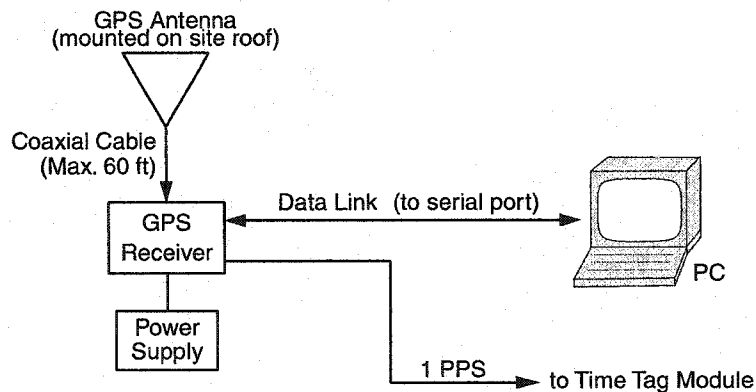 GPS Antenna
(mounted on site roof)
Coaxial Cable
(Max. 60 ft)
GPS
Receiver
Data Link (to serial port)
PC
Power
Supply
1 PPS
to Time Tag Module